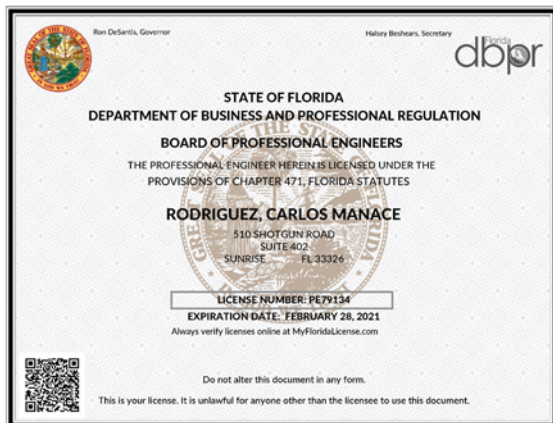 Ron DeSantis, Governor
Halsey Beshears, Secretary
Florida
dbpr
STATE OF FLORIDA
DEPARTMENT OF BUSINESS AND PROFESSIONAL REGULATION
BOARD OF PROFESSIONAL ENGINEERS
THE PROFESSIONAL ENGINEER HEREIN IS LICENSED UNDER THE
PROVISIONS OF CHAPTER 471, FLORIDA STATUTES
RODRIGUEZ, CARLOS MANACE
510 SHOTGUN ROAD
SUITE 402
SUNRISE FL 33326
LICENSE NUMBER: PE79134
EXPIRATION DATE: FEBRUARY 28, 2021
Always verify licenses online at MyFloridaLicense.com
Do not alter this document in any form.
This is your license. It is unlawful for anyone other than the licensee to use this document.